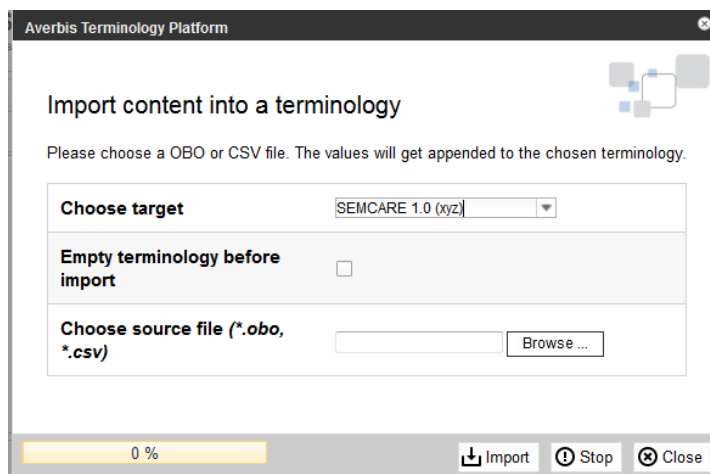 Averbis Terminology Platform
Import content into a terminology
Please choose a OBO or CSV file. The values will get appended to the chosen terminology.
Choose target SEMCARE 1.0 (xyz)
Empty terminology before
import
Choose source file (*.obo,
*.csv) Browse ...
0 % Import Stop Close